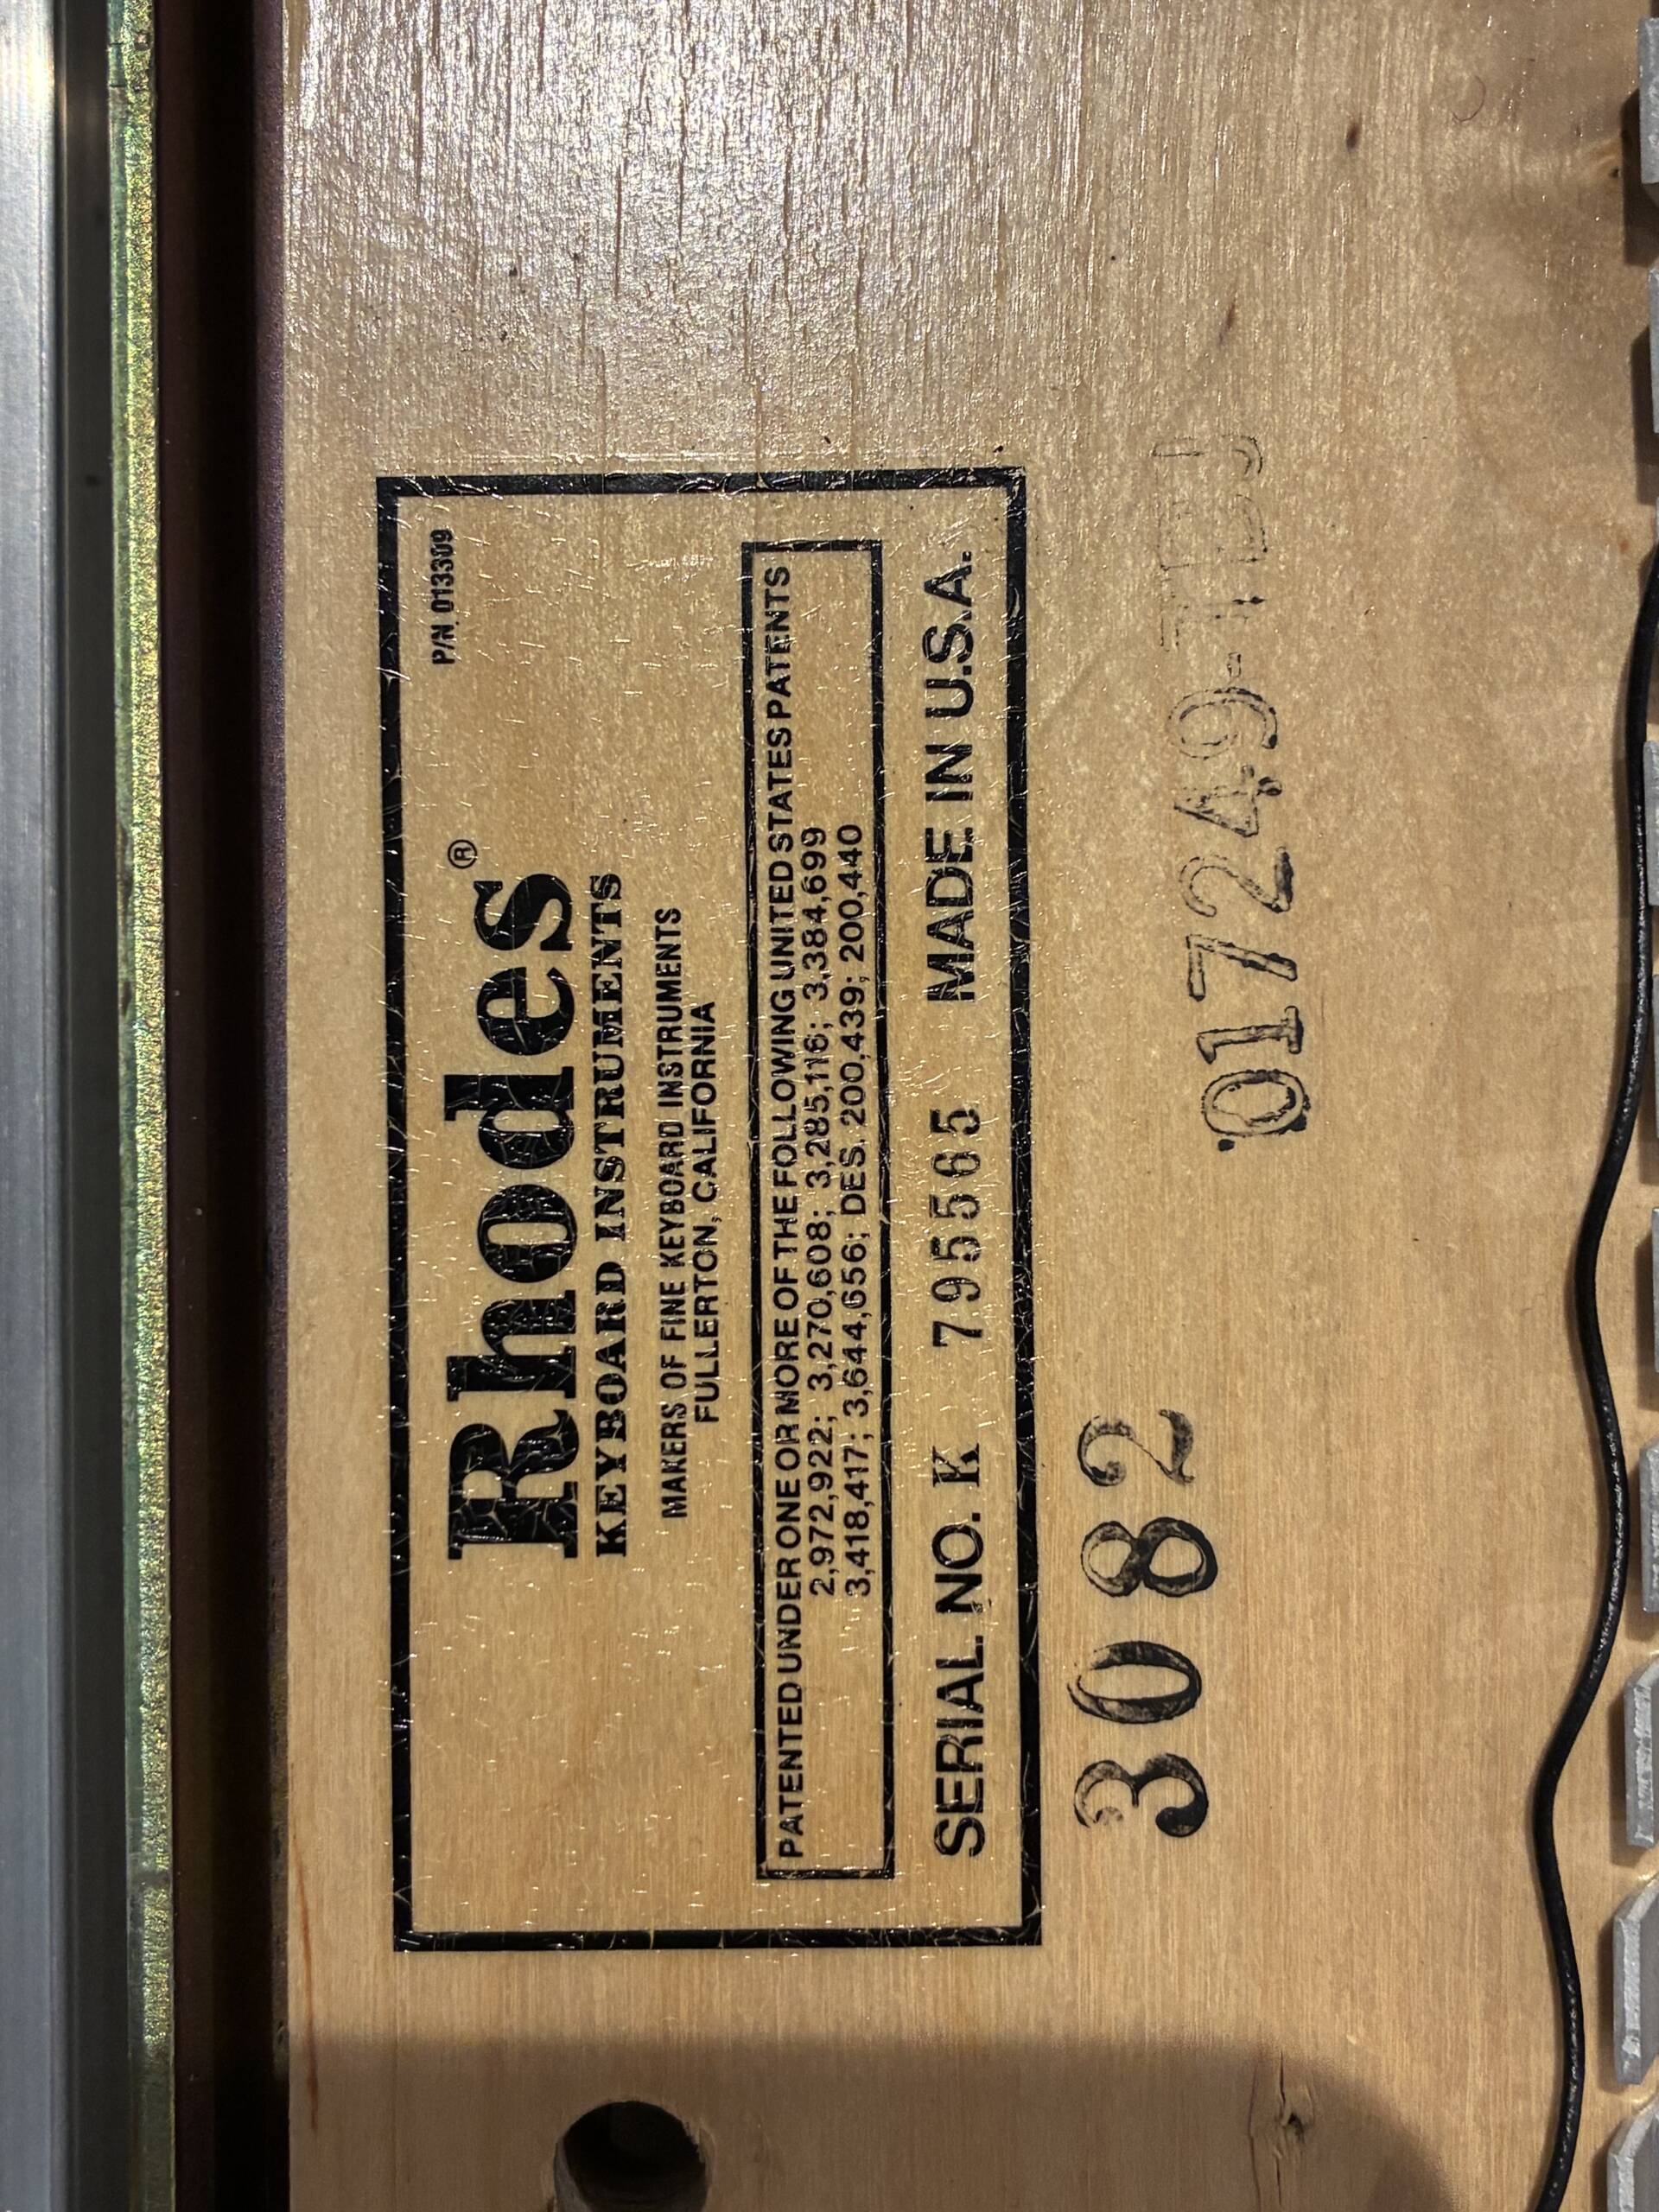 P/N 013309
Rhodes®
KEYBOARD INSTRUMENTS
MAKERS OF FINE KEYBOARD INSTRUMENTS
FULLERTON, CALIFORNIA
PATENTED UNDER ONE OR MORE OF THE FOLLOWING UNITED STATES PATENTS
2,972,922; 3,270,608; 3,285,116; 3,384,699
3,418,417; 3,644,656; DES. 200,439; 200,440
SERIAL NO. K 795565 MADE IN U.S.A.
3082